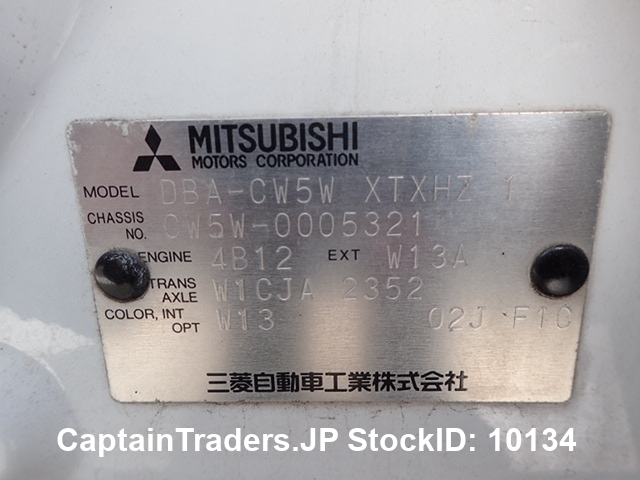 MITSUBISHI
MOTORS CORPORATION
MODEL DBA-CW5W XTXHZ 1
CHASSIS NO. CW5W-0005321
ENGINE 4B12 EXT W13A
TRANS AXLE W1CJA 2352
COLOR, INT OPT W13 02J F1C
三菱自動車工業株式会社
CaptainTraders.JP StockID: 10134